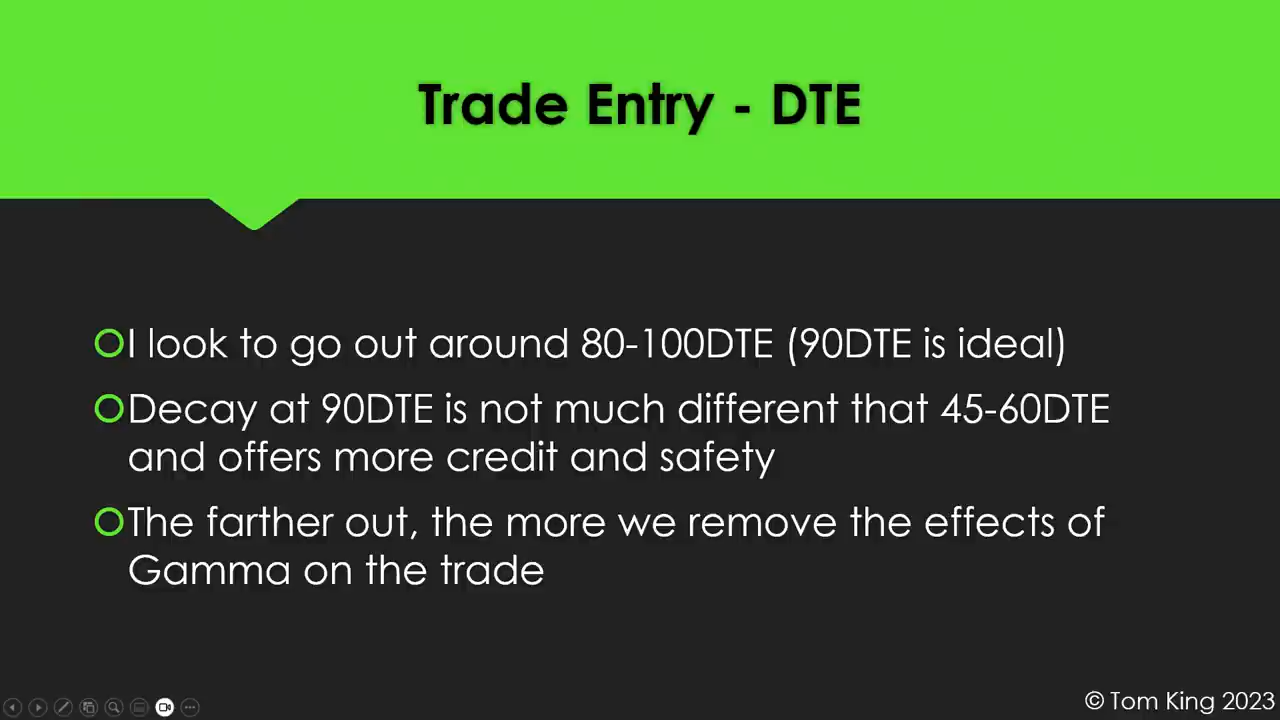 Trade Entry - DTE
I look to go out around 80-100DTE (90DTE is ideal)
Decay at 90DTE is not much different that 45-60DTE
and offers more credit and safety
The farther out, the more we remove the effects of
Gamma on the trade
© Tom King 2023